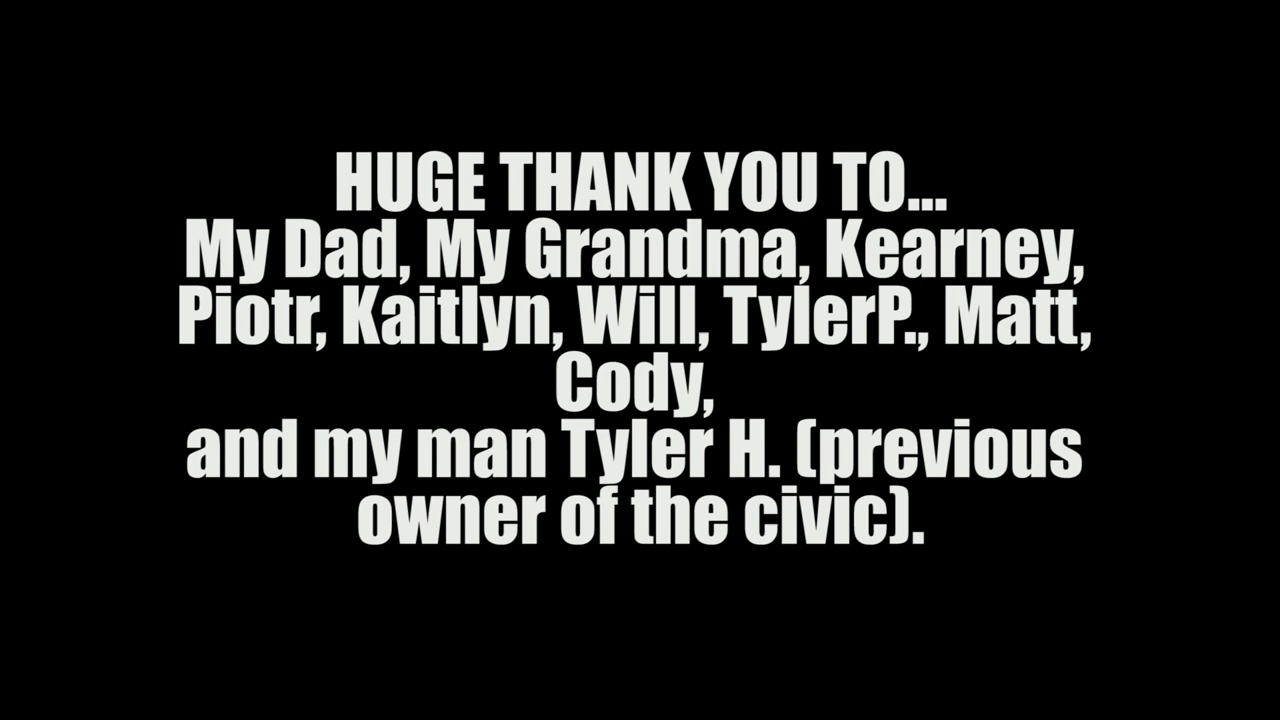 HUGE THANK YOU TO...
My Dad, My Grandma, Kearney,
Piotr, Kaitlyn, Will, TylerP., Matt,
Cody,
and my man Tyler H. (previous
owner of the civic).